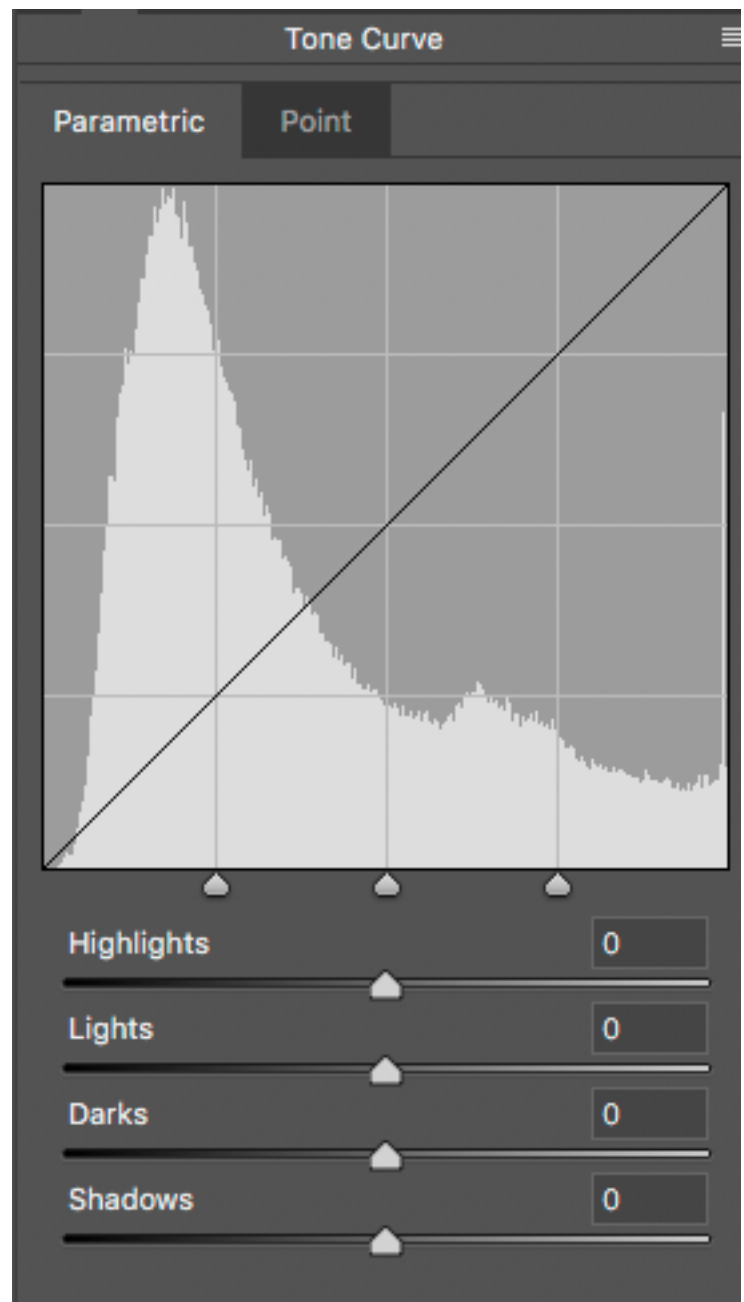 Tone Curve
Parametric Point
Highlights 0
Lights 0
Darks 0
Shadows 0